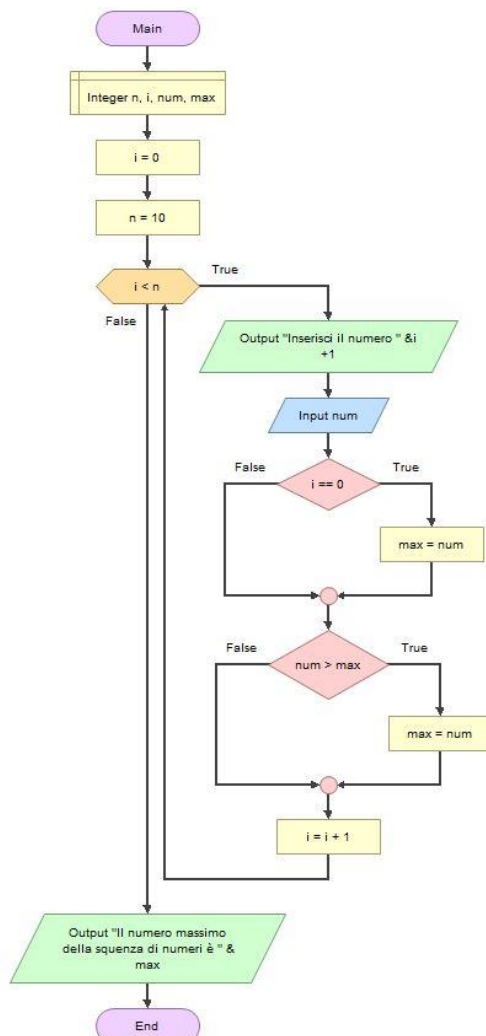 Main
Integer n, i, num, max
i = 0
n = 10
i < n
True
False
Output "Inserisci il numero " &i
+1
Input num
False
True
i == 0
max = num
False
True
num > max
max = num
i = i + 1
Output "Il numero massimo
della squenza di numeri è " &
max
End